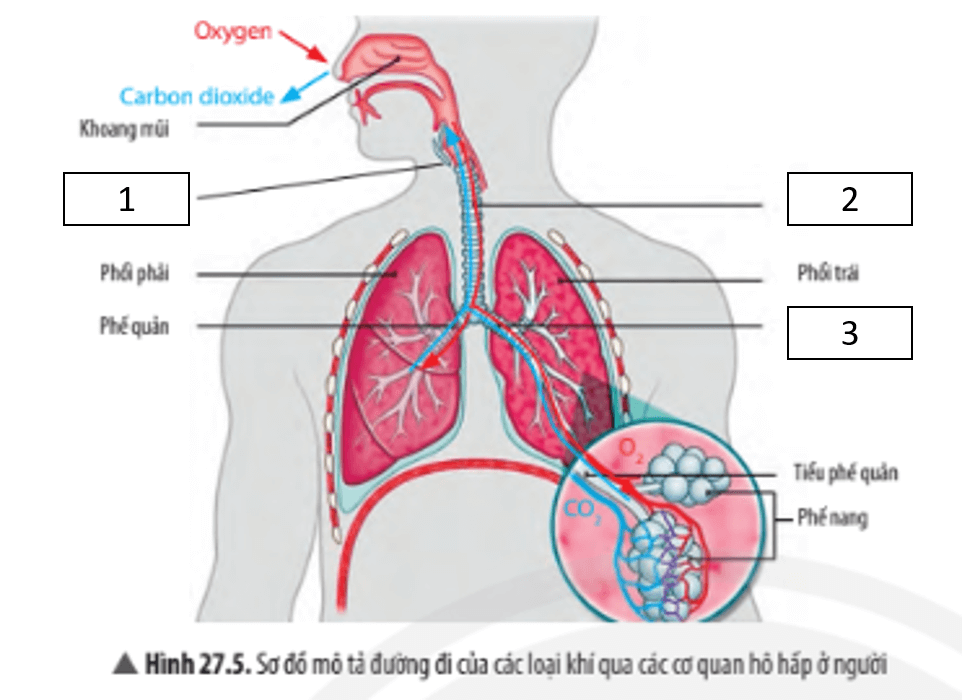 Oxygen
Carbon dioxide
Khoang mũi
1
2
Phổi phải
Phổi trái
Phế quản
3
O2
Tiểu phế quản
CO2
Phế nang
▲ Hình 27.5. Sơ đồ mô tả đường đi của các loại khí qua các cơ quan hô hấp ở người